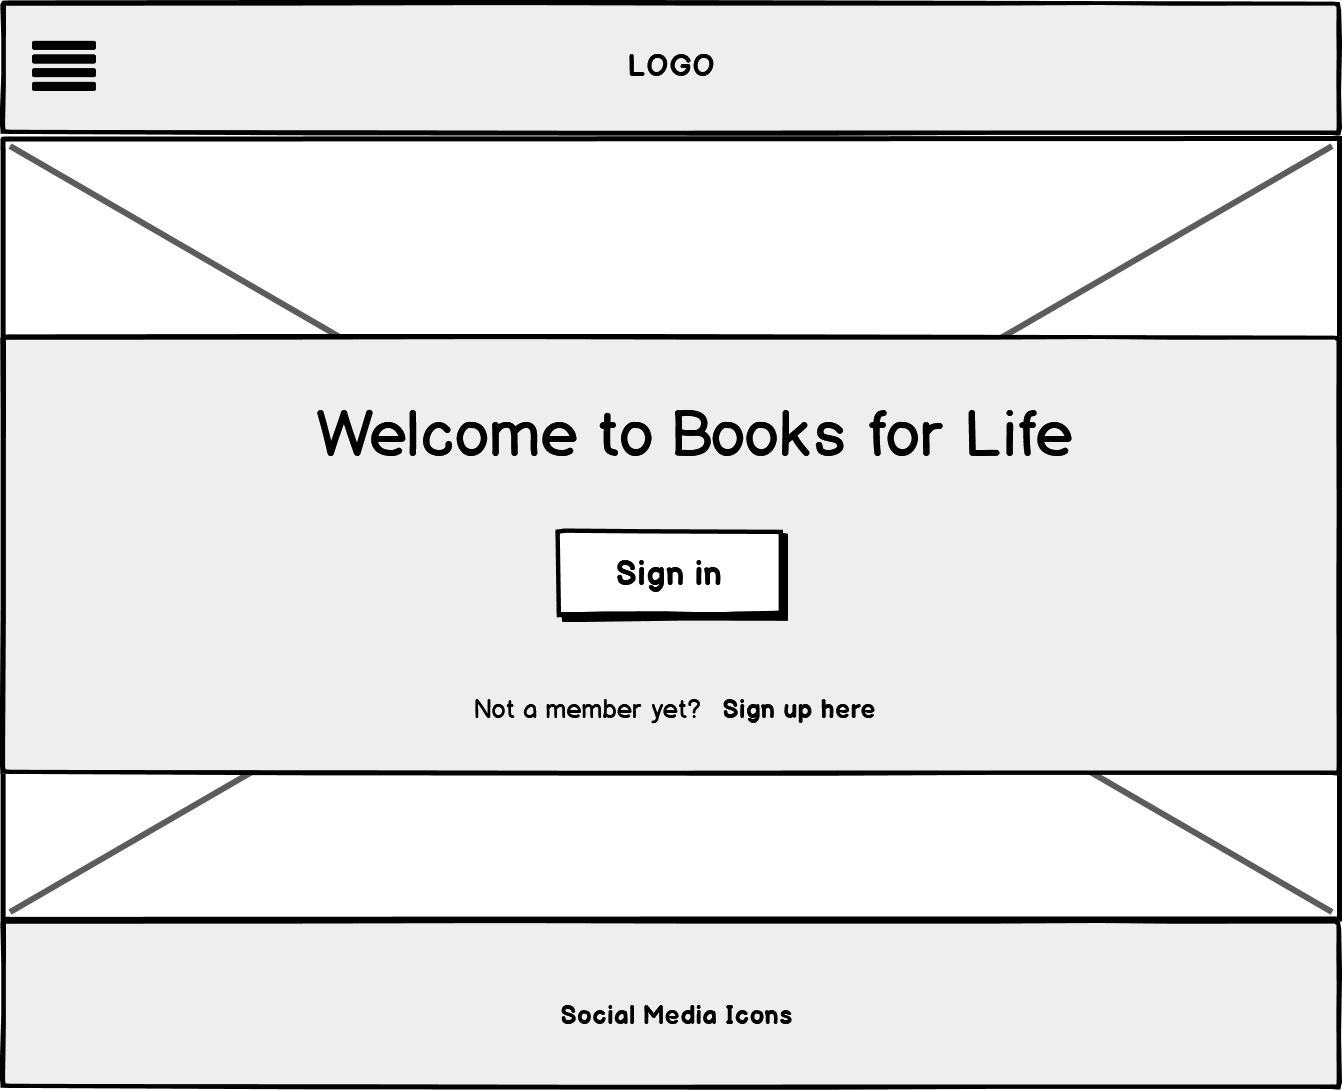 LOGO
Welcome to Books for Life
Sign in
Not a member yet? Sign up here
Social Media Icons